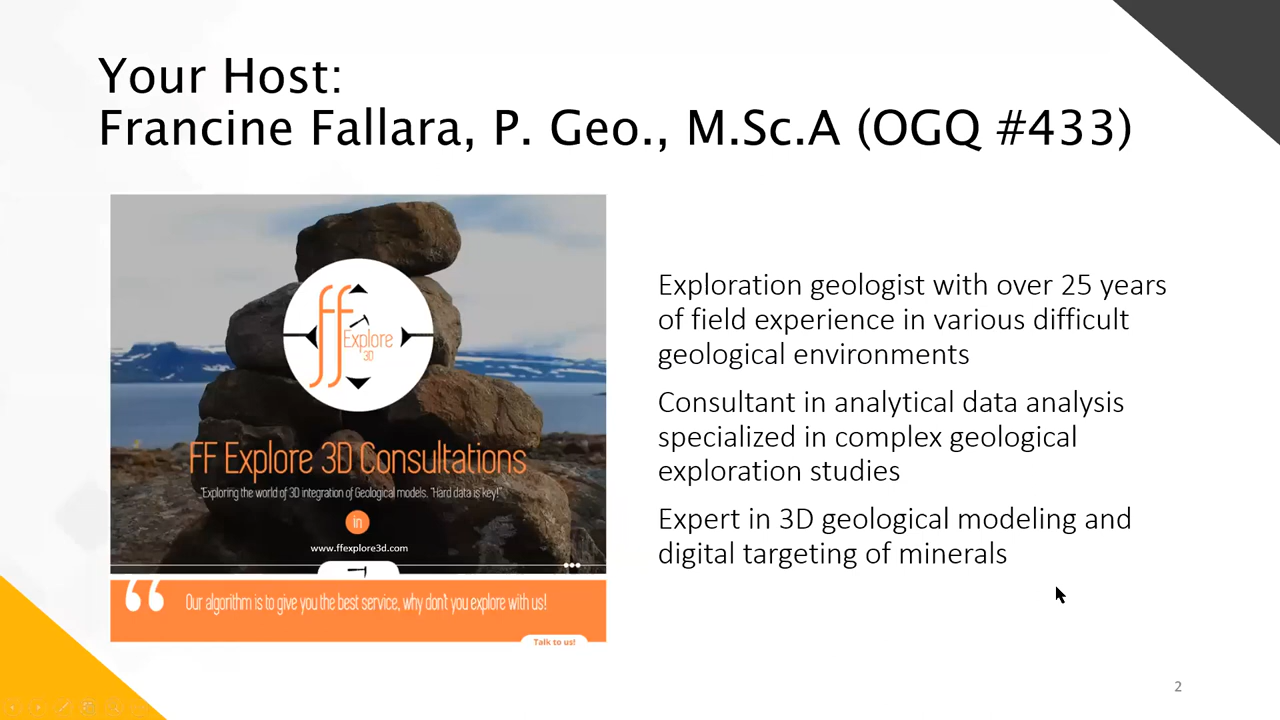 Your Host:
Francine Fallara, P. Geo., M.Sc.A (OGQ #433)
ff
Explore
3D
FF Explore 3D Consultations
"Exploring the world of 3D integration of Geological models. "Hard data is key!"
in
www.ffexplore3d.com
“ Our algorithm is to give you the best service, why don't you explore with us!
Talk to us!
Exploration geologist with over 25 years
of field experience in various difficult
geological environments
Consultant in analytical data analysis
specialized in complex geological
exploration studies
Expert in 3D geological modeling and
digital targeting of minerals
2